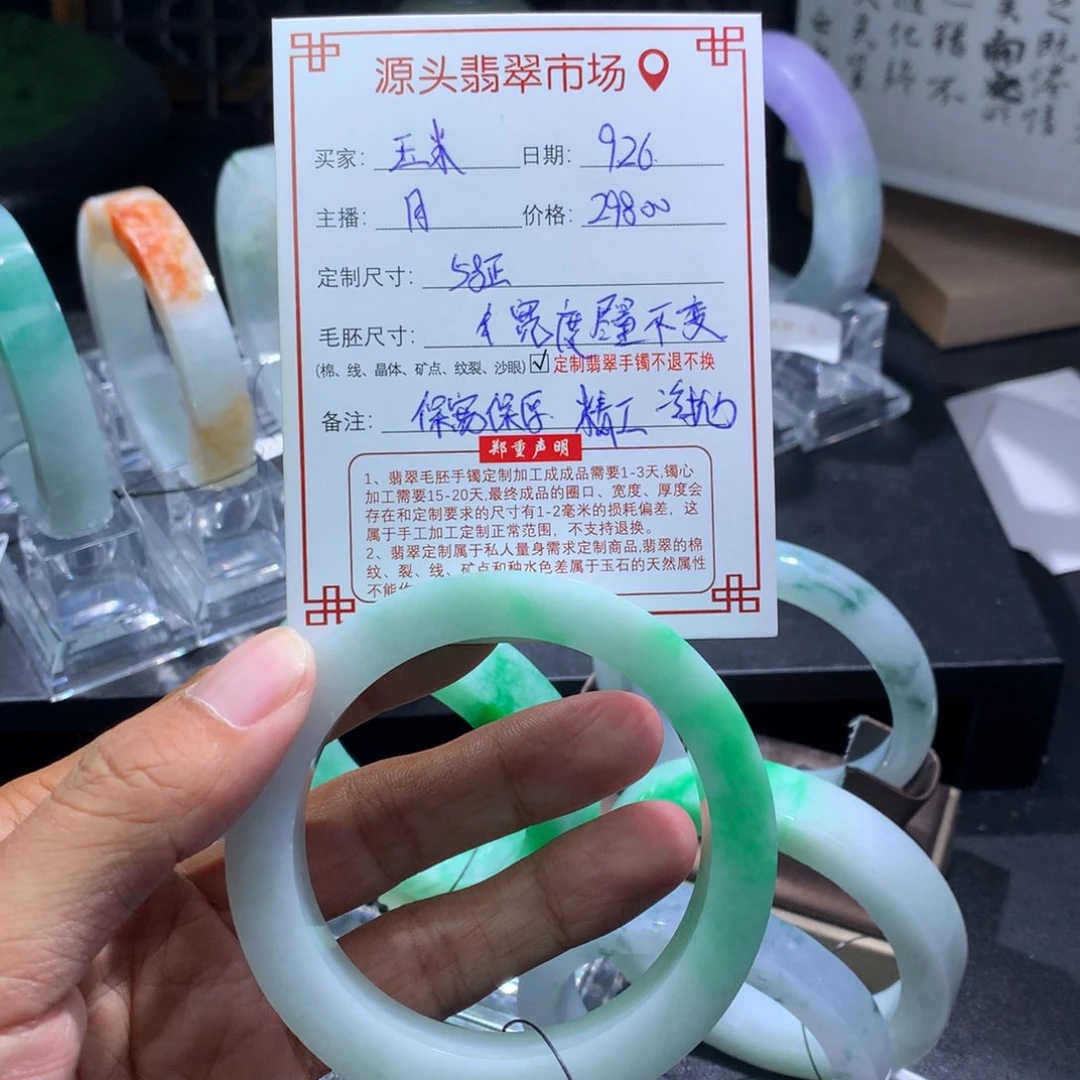 源头翡翠市场
买家: 玉米 日期: 926
主播: 月 价格: 29800
定制尺寸: 58正
毛胚尺寸: 宽度尽量不变
(棉、线、晶体、矿点、纹裂、沙眼) ☑ 定制翡翠手镯不退不换
备注: 保宽保厚 精工 冷抛
郑重声明
1、翡翠毛胚手镯定制加工成成品需要1-3天,镯心
加工需要15-20天,最终成品的圈口、宽度、厚度会
存在和定制要求的尺寸有1-2毫米的损耗偏差, 这
属于手工加工定制正常范围, 不支持退换。
2、翡翠定制属于私人量身需求定制商品,翡翠的棉
纹、裂、线、矿点和种水色差属于玉石的天然属性
不能